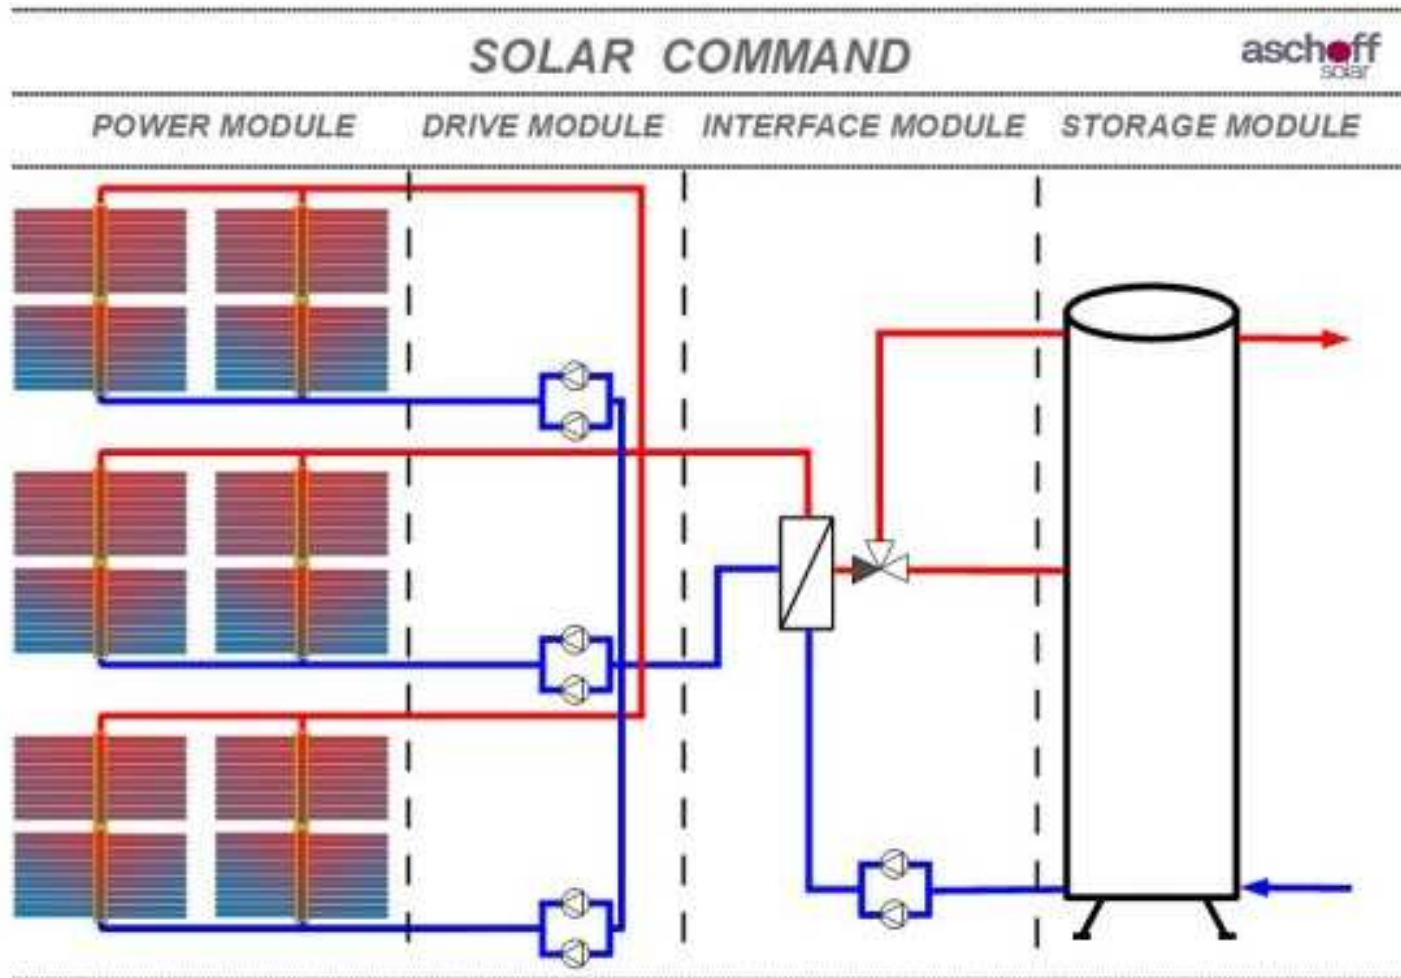 SOLAR COMMAND
aschoff
solar
POWER MODULE
DRIVE MODULE
INTERFACE MODULE
STORAGE MODULE